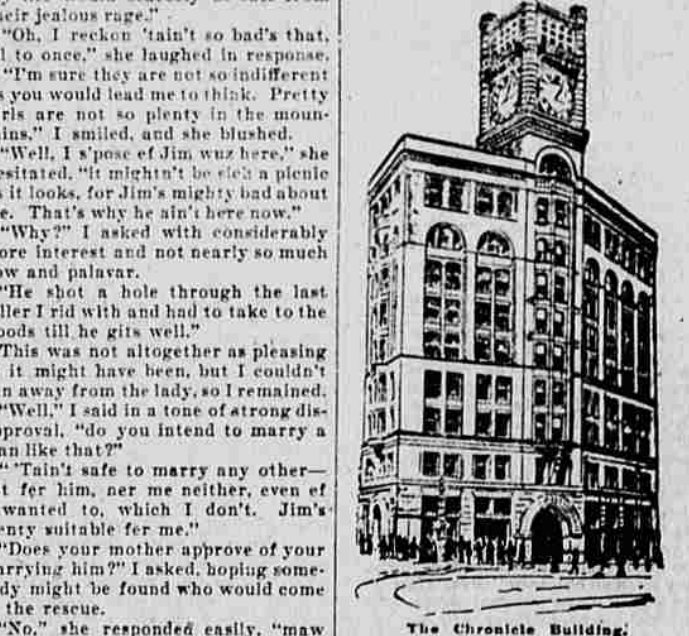 eir jealous rage."
"Oh, I reckon 'tain't so bad's that,
l to once," she laughed in response.
"I'm sure they are not so indifferent
s you would lead me to think. Pretty
rls are not so plenty in the moun-
ins," I smiled, and she blushed.
"Well, I s'pose ef Jim wuz here," she
esitated, "it mightn't be sich a picnic
s it looks, for Jim's mighty bad about
e. That's why he ain't here now."
"Why?" I asked with considerably
ore interest and not nearly so much
ow and palavar.
"He shot a hole through the last
ller I rid with and had to take to the
oods till he gits well."
This was not altogether as pleasing
it might have been, but I couldn't
n away from the lady, so I remained.
"Well," I said in a tone of strong dis-
pproval, "do you intend to marry a
an like that?"
"'Tain't safe to marry any other—
t fer him, ner me neither, even ef
wanted to, which I don't. Jim's
enty suitable fer me."
"Does your mother approve of your
arrying him?" I asked, hoping some-
dy might be found who would come
the rescue.
"No," she responded easily, "maw
The Chronicle Building.